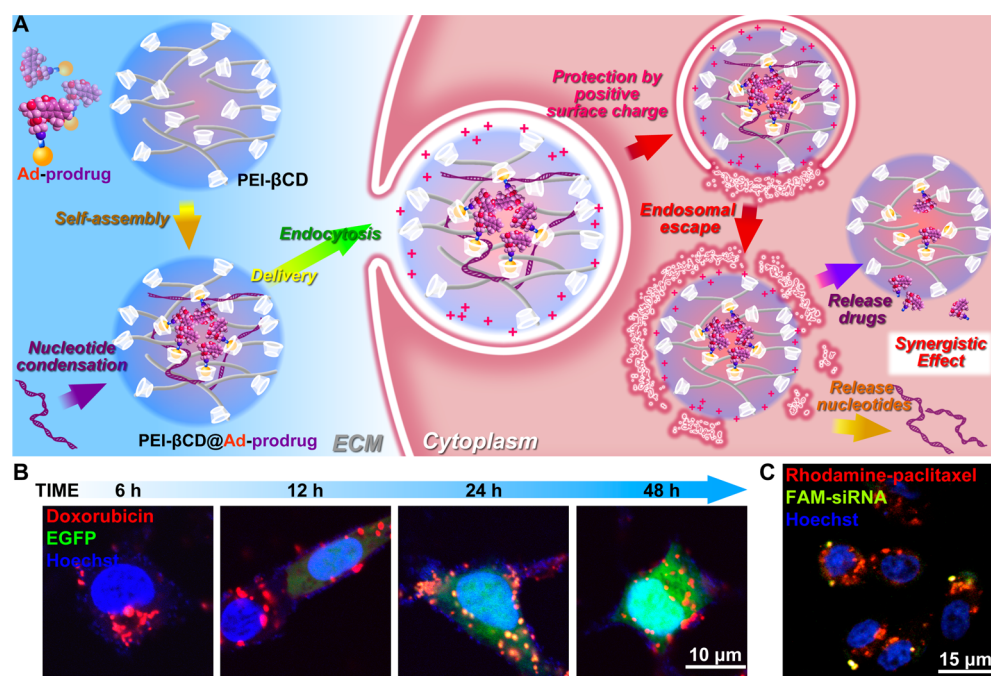 A
Ad-prodrug
PEI-βCD
Self-assembly
Endocytosis
Delivery
Nucleotide
condensation
PEI-βCD@Ad-prodrug
ECM
Cytoplasm
Protection by
positive
surface charge
Endosomal
escape
Release
drugs
Synergistic
Effect
Release
nucleotides
B
TIME 6 h 12 h 24 h 48 h
Doxorubicin
EGFP
Hoechst
10 μm
C
Rhodamine-paclitaxel
FAM-siRNA
Hoechst
15 μm